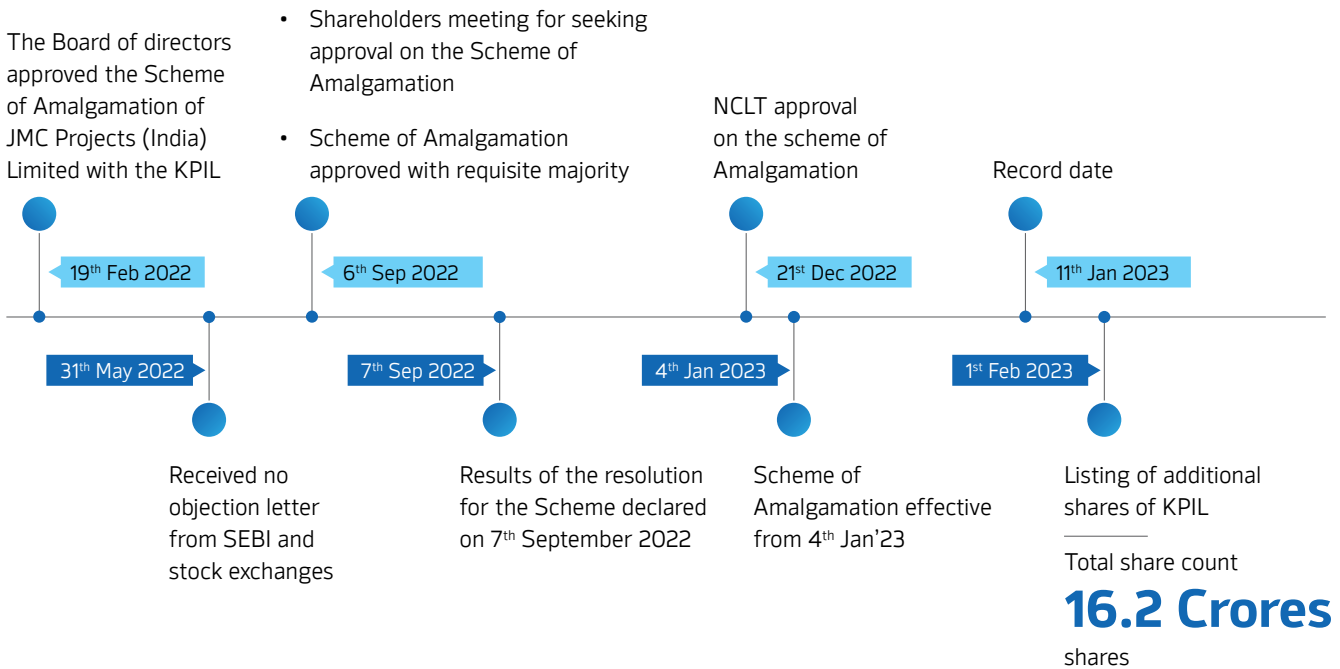 The Board of directors
approved the Scheme
of Amalgamation of
JMC Projects (India)
Limited with the KPIL
19th Feb 2022
31th May 2022
Received no
objection letter
from SEBI and
stock exchanges
• Shareholders meeting for seeking
approval on the Scheme of
Amalgamation
• Scheme of Amalgamation
approved with requisite majority
6th Sep 2022
7th Sep 2022
Results of the resolution
for the Scheme declared
on 7th September 2022
NCLT approval
on the scheme of
Amalgamation
21st Dec 2022
4th Jan 2023
Scheme of
Amalgamation effective
from 4th Jan'23
Record date
11th Jan 2023
1st Feb 2023
Listing of additional
shares of KPIL
Total share count
16.2 Crores
shares